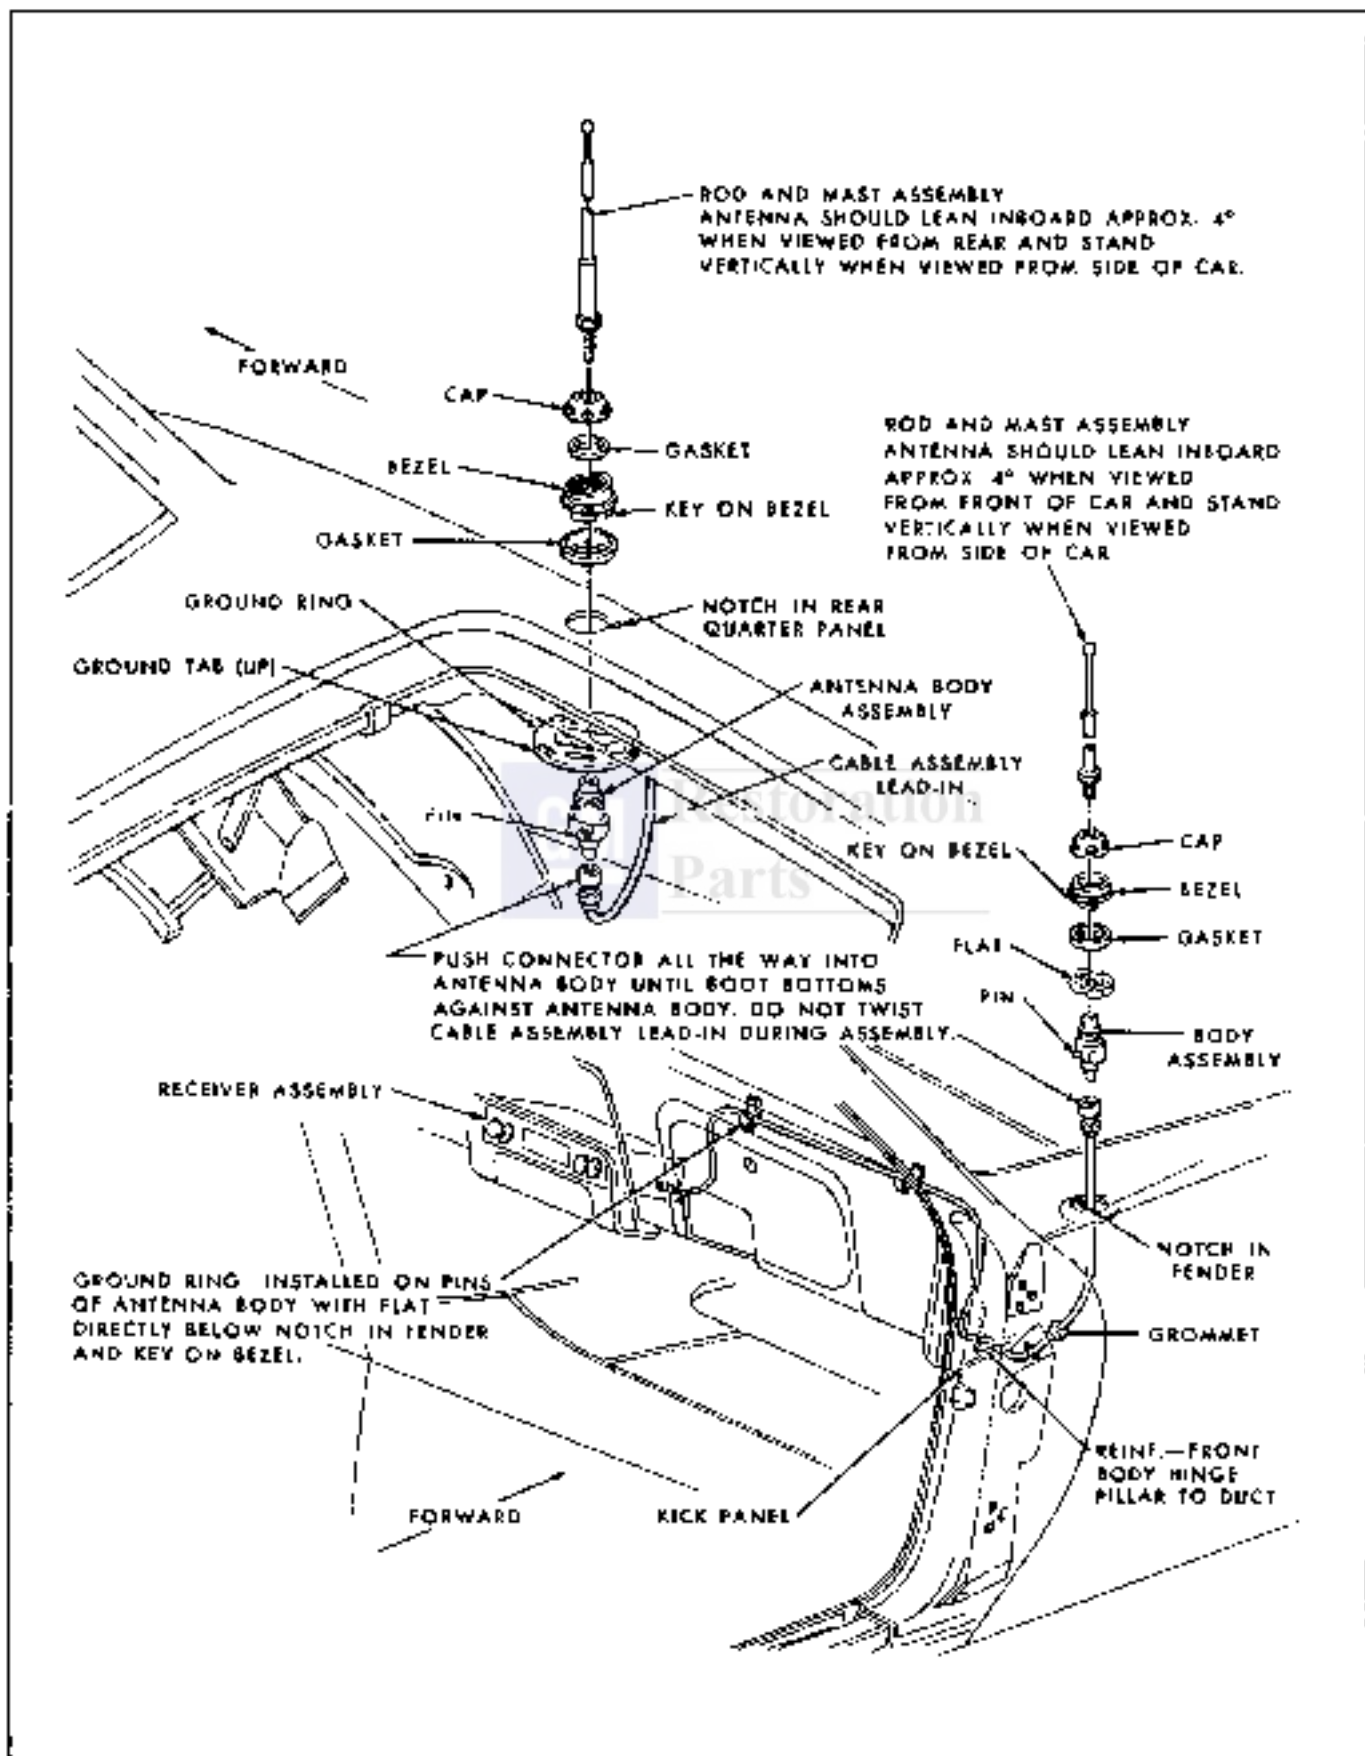 ROD AND MAST ASSEMBLY
ANTENNA SHOULD LEAN INBOARD APPROX. 4°
WHEN VIEWED FROM REAR AND STAND
VERTICALLY WHEN VIEWED FROM SIDE OF CAR.
FORWARD
CAP
GASKET
BEZEL
KEY ON BEZEL
GASKET
ROD AND MAST ASSEMBLY
ANTENNA SHOULD LEAN INBOARD
APPROX 4° WHEN VIEWED
FROM FRONT OF CAR AND STAND
VERTICALLY WHEN VIEWED
FROM SIDE OF CAR
GROUND RING
NOTCH IN REAR
QUARTER PANEL
GROUND TAB (UP)
ANTENNA BODY
ASSEMBLY
CABLE ASSEMBLY
LEAD-IN
GM Restoration
Parts
PIN
KEY ON BEZEL
CAP
BEZEL
GASKET
FLAT
PIN
BODY
ASSEMBLY
PUSH CONNECTOR ALL THE WAY INTO
ANTENNA BODY UNTIL BOOT BOTTOMS
AGAINST ANTENNA BODY. DO NOT TWIST
CABLE ASSEMBLY LEAD-IN DURING ASSEMBLY.
RECEIVER ASSEMBLY
NOTCH IN
FENDER
GROUND RING INSTALLED ON PINS
OF ANTENNA BODY WITH FLAT
DIRECTLY BELOW NOTCH IN FENDER
AND KEY ON BEZEL.
GROMMET
REINF.—FRONT
BODY HINGE
PILLAR TO DUCT
FORWARD
KICK PANEL